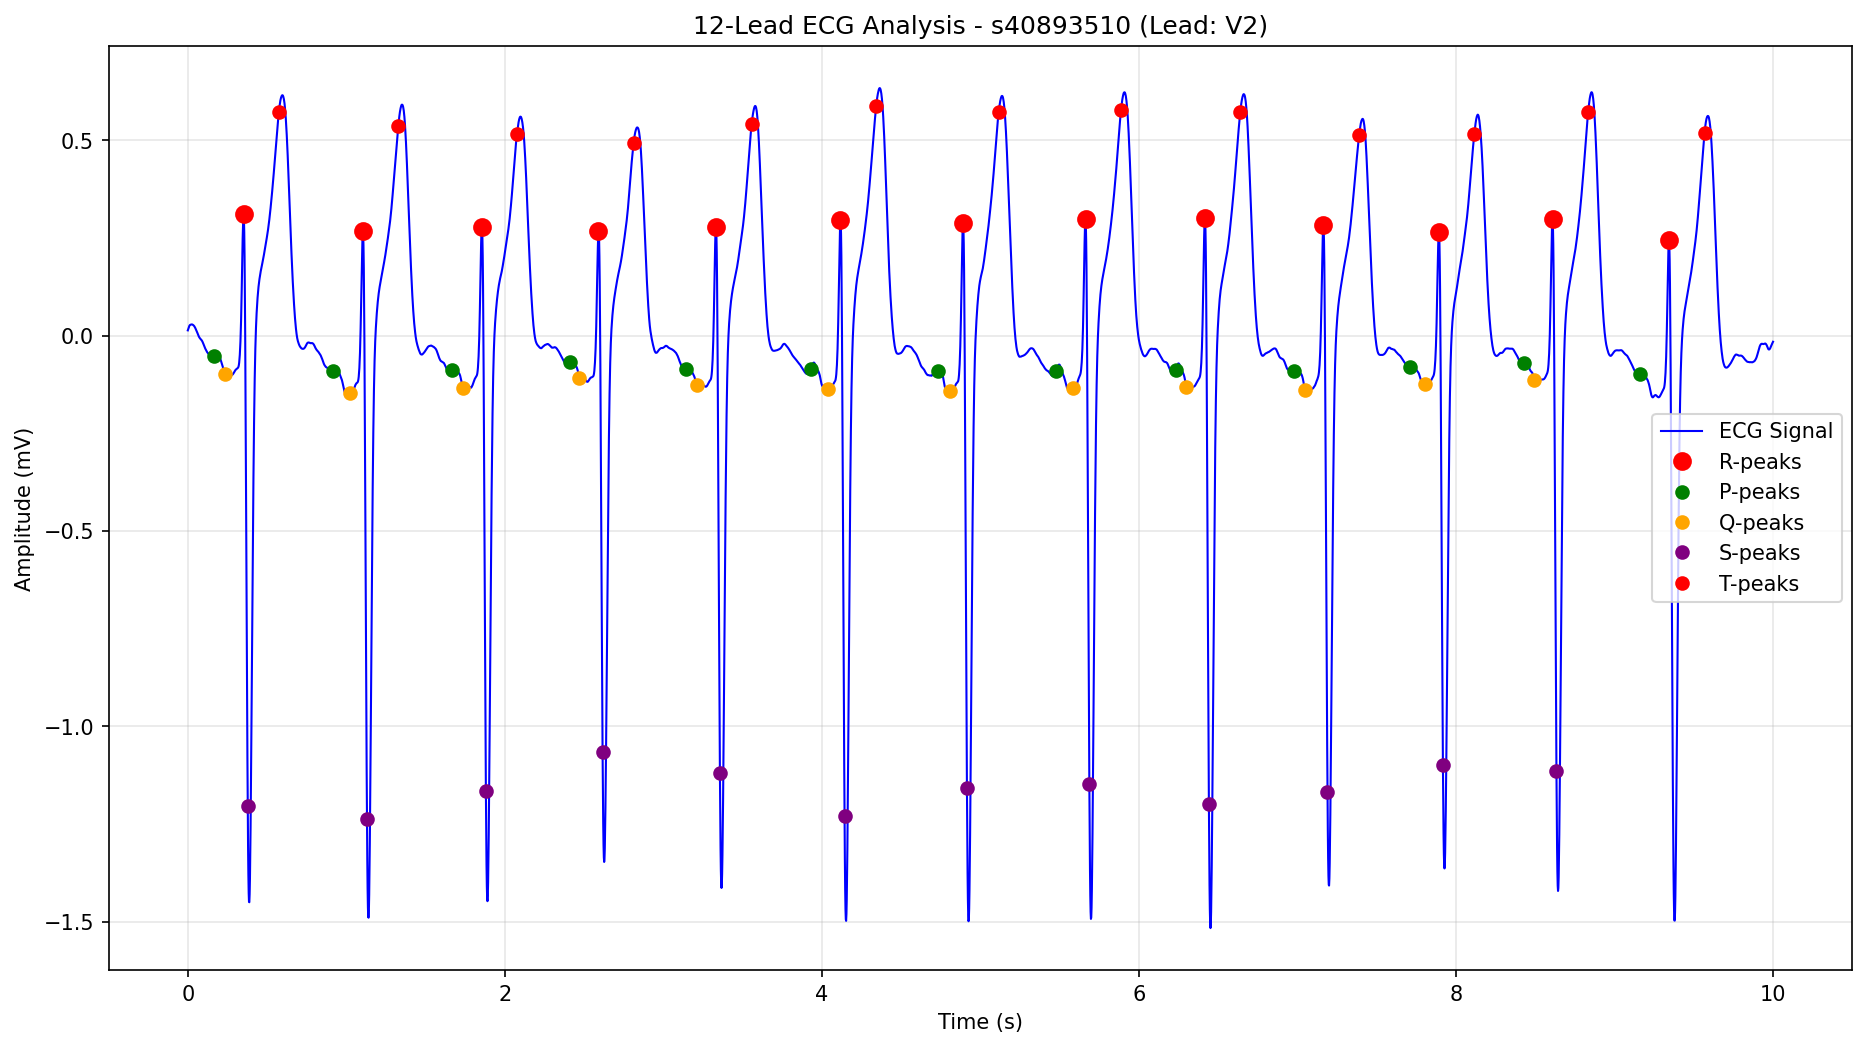 12-Lead ECG Analysis - s40893510 (Lead: V2)
Amplitude (mV)
0.5
0.0
−0.5
−1.0
−1.5
ECG Signal
R-peaks
P-peaks
Q-peaks
S-peaks
T-peaks
0 2 4 6 8 10
Time (s)